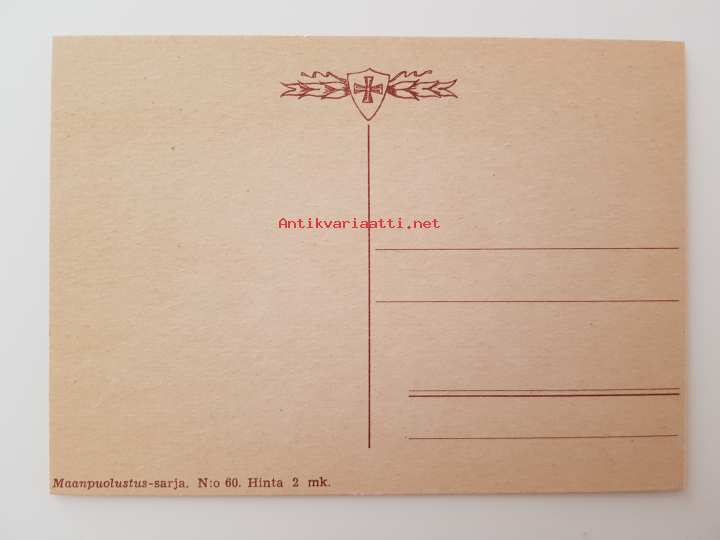 Antikvariaatti.net
Maanpuolustus-sarja. N:o 60. Hinta 2 mk.